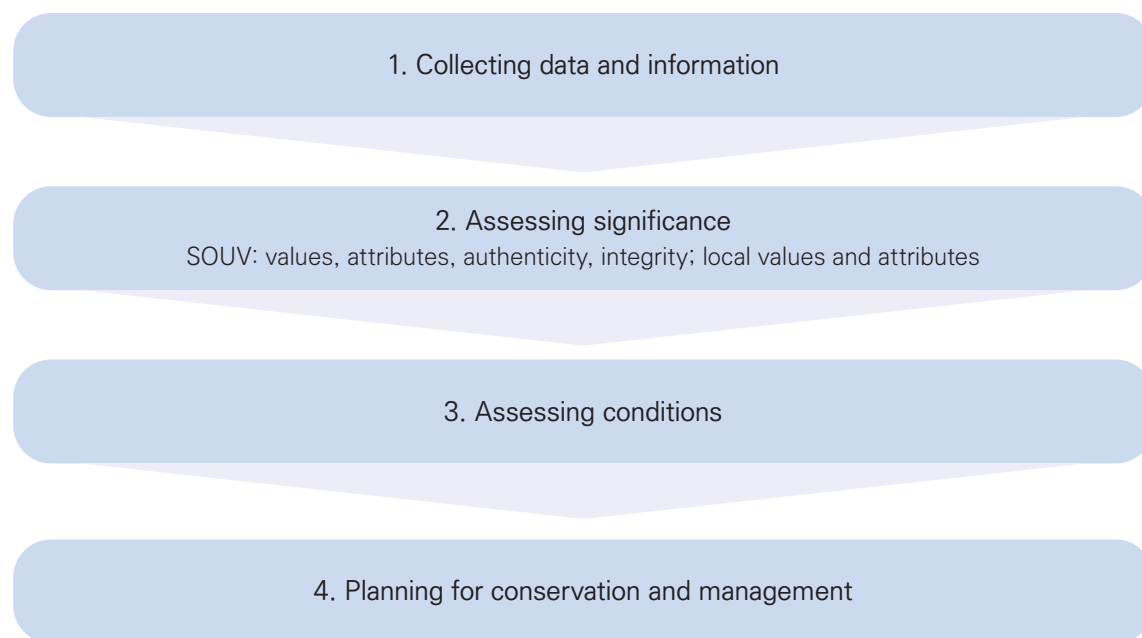 1. Collecting data and information
2. Assessing significance
SOUV: values, attributes, authenticity, integrity; local values and attributes
3. Assessing conditions
4. Planning for conservation and management